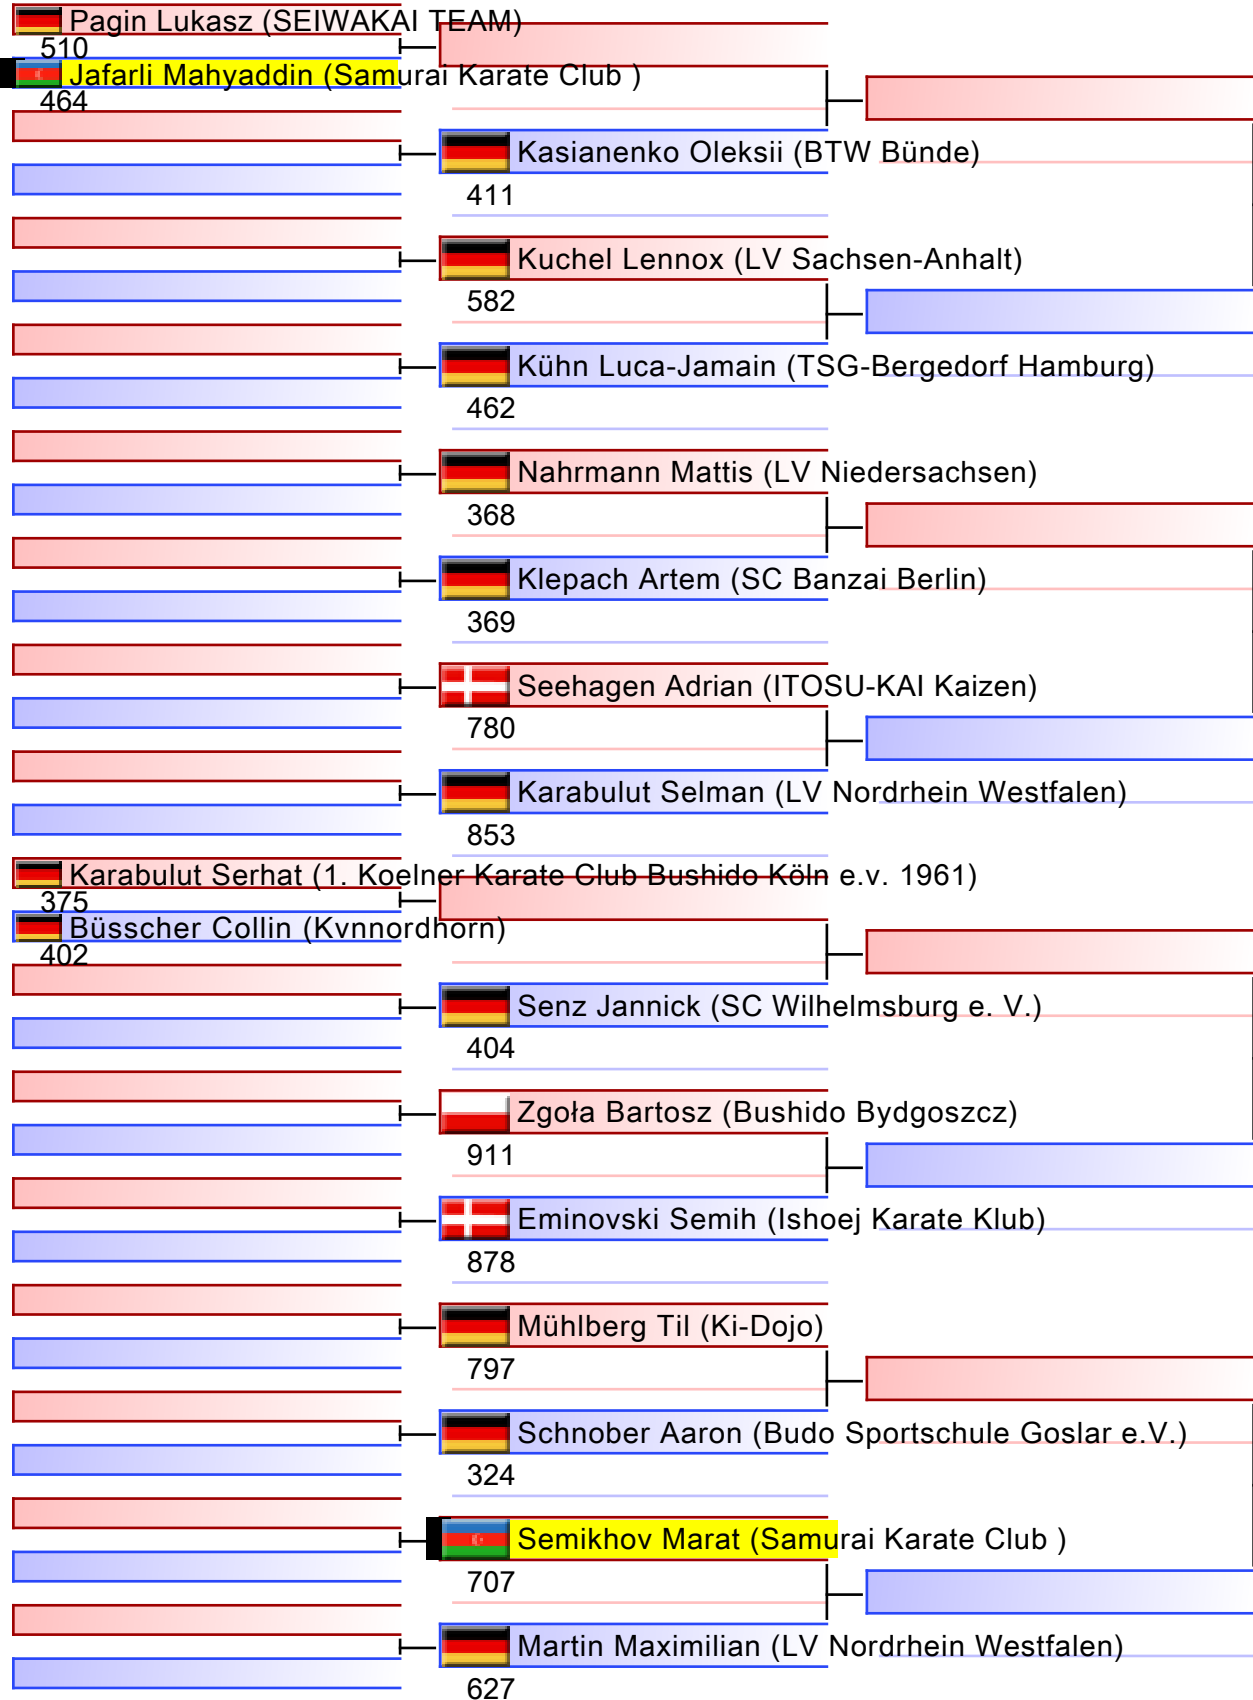 Pagin Lukasz (SEIWAKAI TEAM)
510
Jafarli Mahyaddin (Samurai Karate Club )
464
Kasianenko Oleksii (BTW Bünde)
411
Kuchel Lennox (LV Sachsen-Anhalt)
582
Kühn Luca-Jamain (TSG-Bergedorf Hamburg)
462
Nahrmann Mattis (LV Niedersachsen)
368
Klepach Artem (SC Banzai Berlin)
369
Seehagen Adrian (ITOSU-KAI Kaizen)
780
Karabulut Selman (LV Nordrhein Westfalen)
853
Karabulut Serhat (1. Koelner Karate Club Bushido Köln e.v. 1961)
375
Büsscher Collin (Kvnnordhorn)
402
Senz Jannick (SC Wilhelmsburg e. V.)
404
Zgoła Bartosz (Bushido Bydgoszcz)
911
Eminovski Semih (Ishoej Karate Klub)
878
Mühlberg Til (Ki-Dojo)
797
Schnober Aaron (Budo Sportschule Goslar e.V.)
324
Semikhov Marat (Samurai Karate Club )
707
Martin Maximilian (LV Nordrhein Westfalen)
627